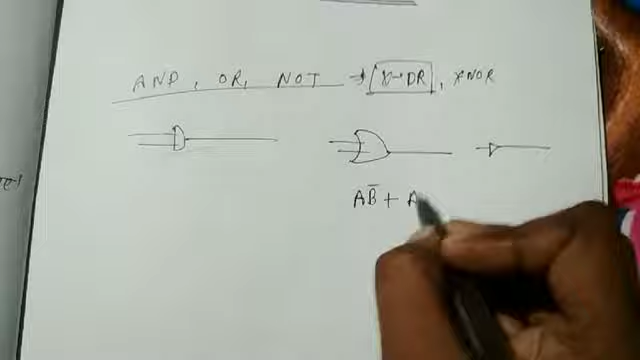 AND, OR, NOT → X-OR, XNOR
AB̅ + A